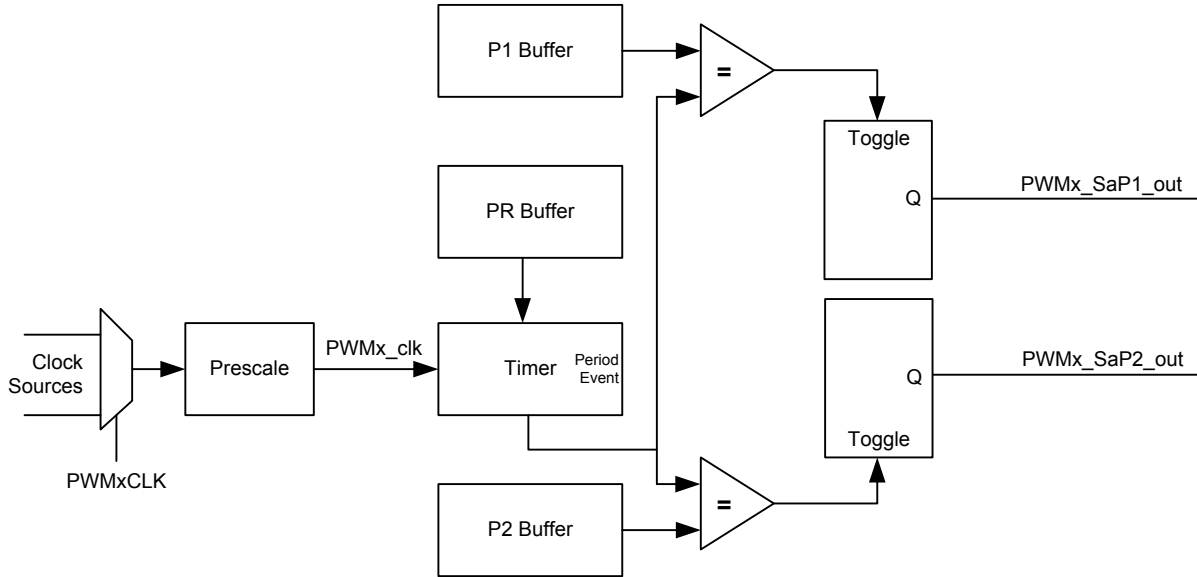 P1 Buffer
=
Toggle
Q
PWMx_SaP1_out
PR Buffer
Clock
Sources
PWMxCLK
Prescale
PWMx_clk
Timer
Period
Event
Q
PWMx_SaP2_out
Toggle
P2 Buffer
=